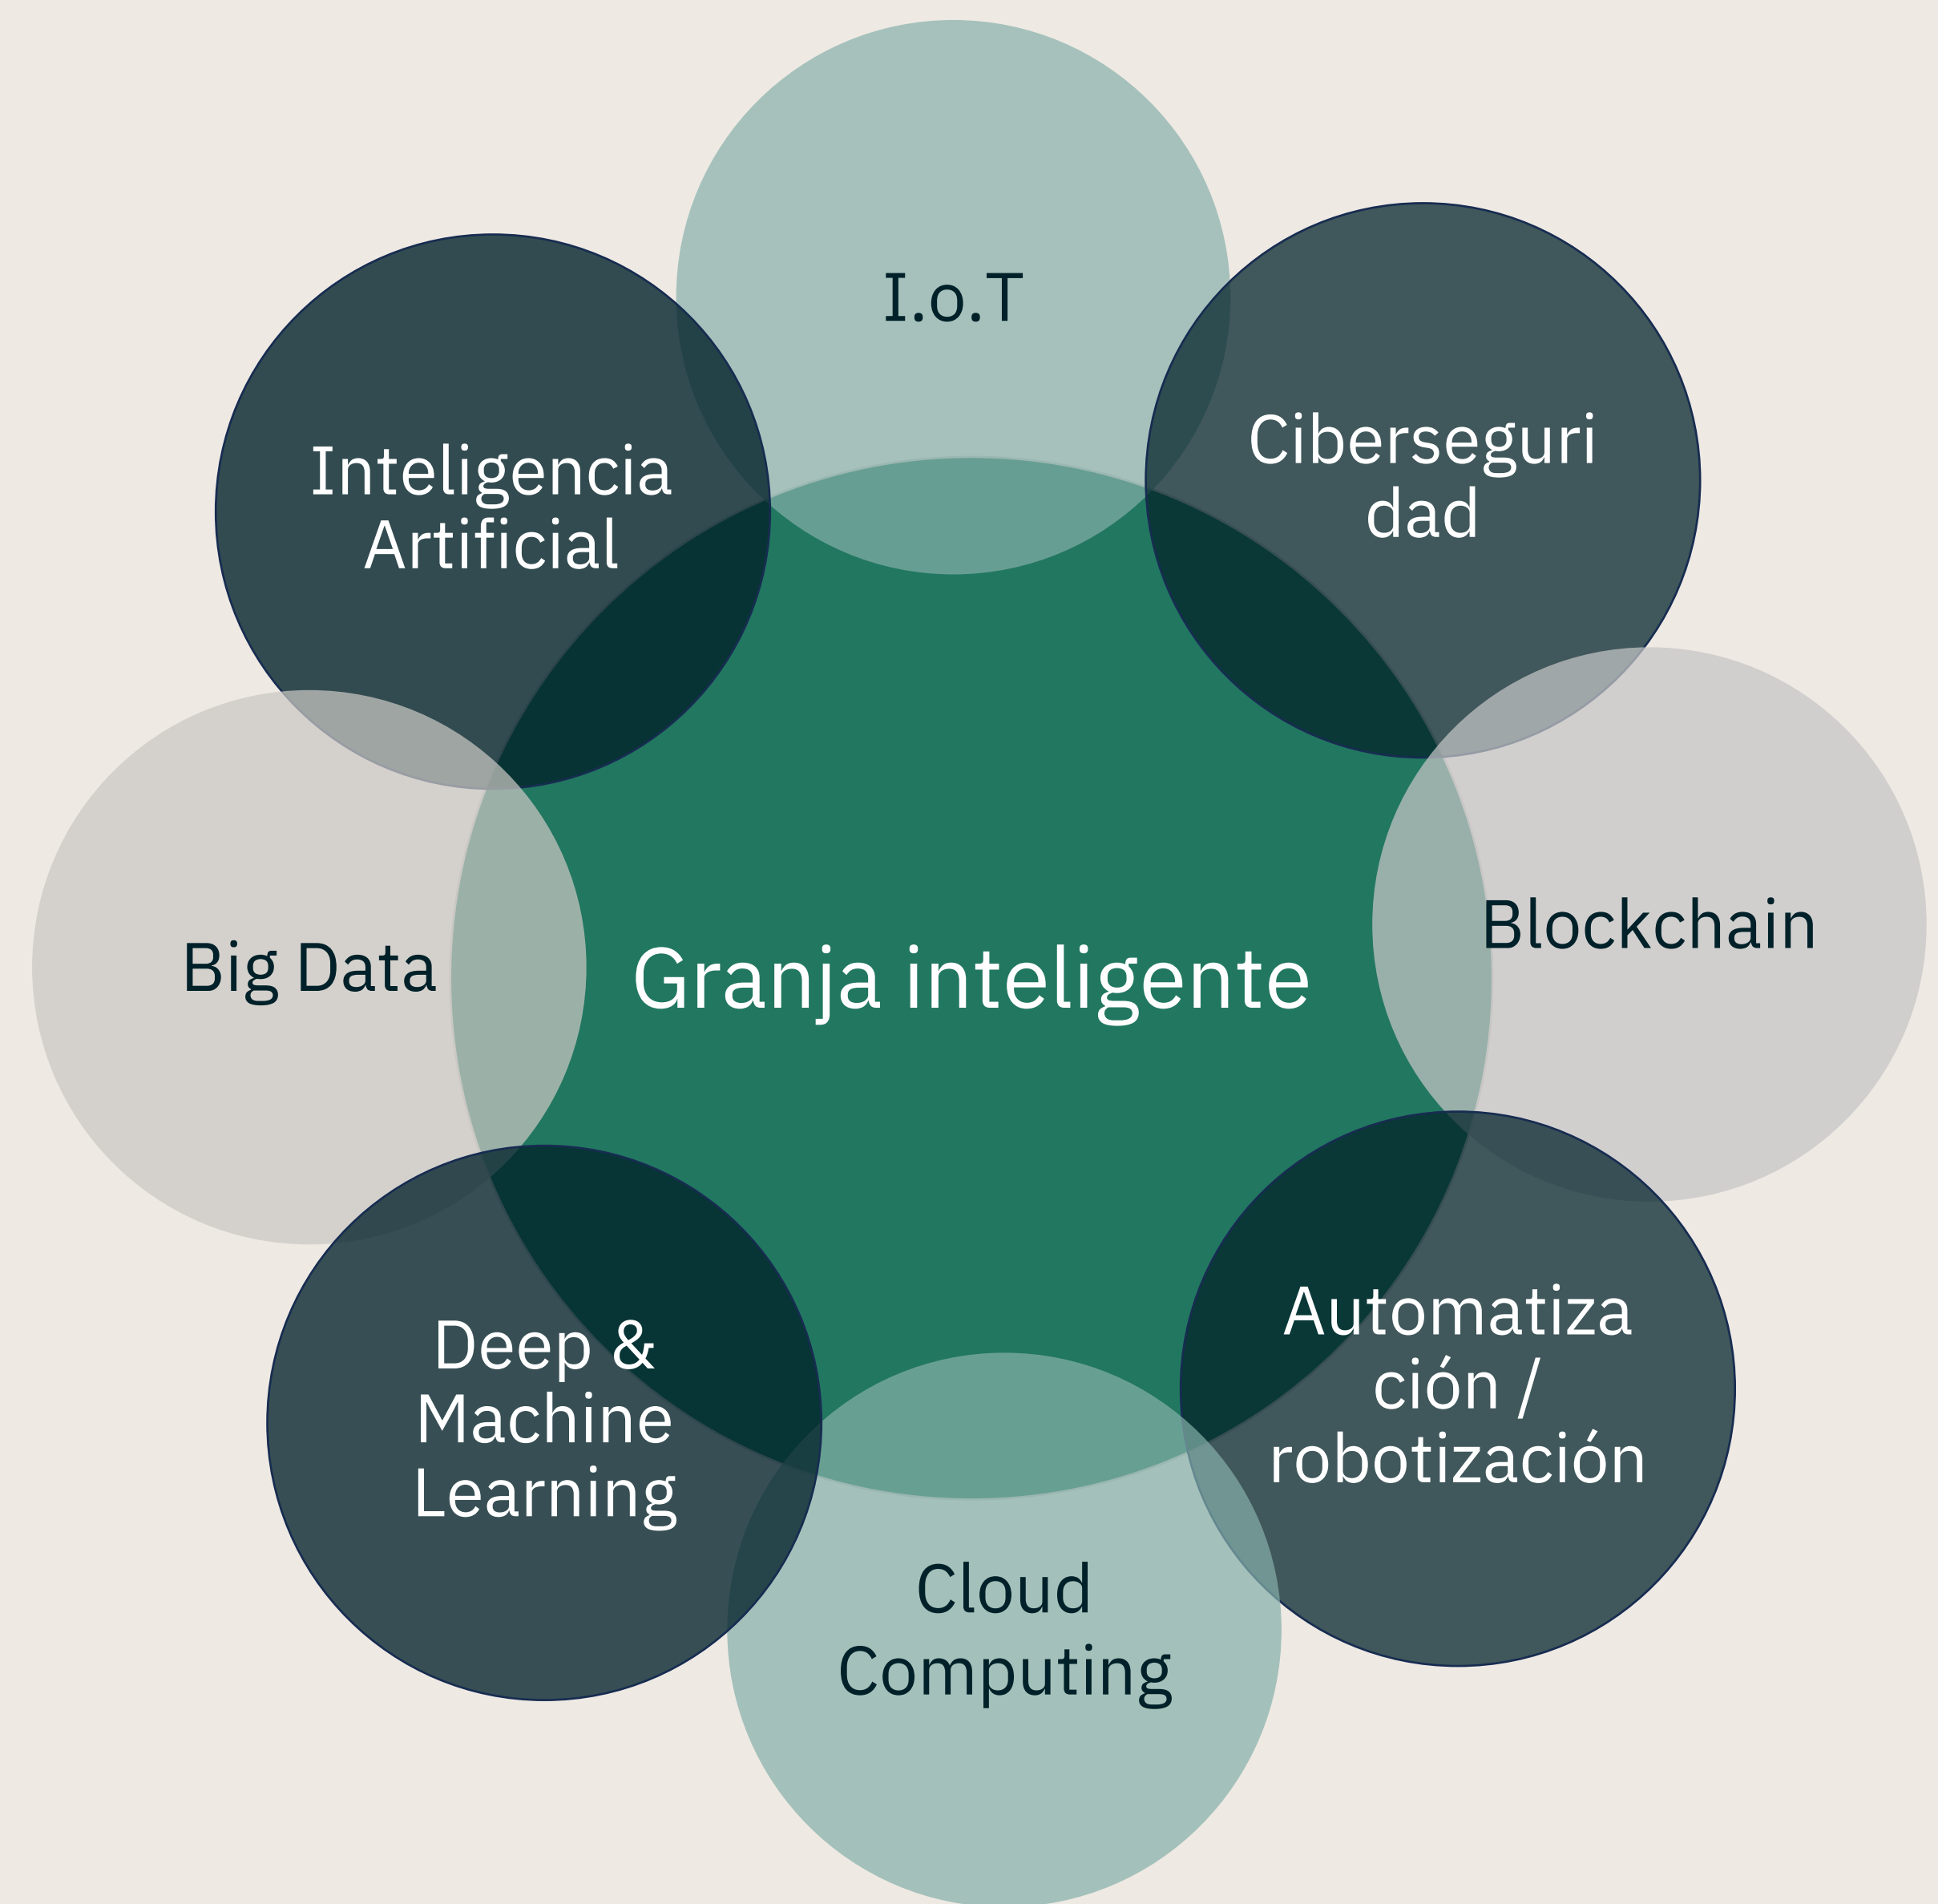 I.o.T
Ciberseguri
dad
Inteligencia
Artificial
Blockchain
Big Data
Granja inteligente
Automatiza
ción /
robotización
Deep &
Machine
Learning
Cloud
Computing